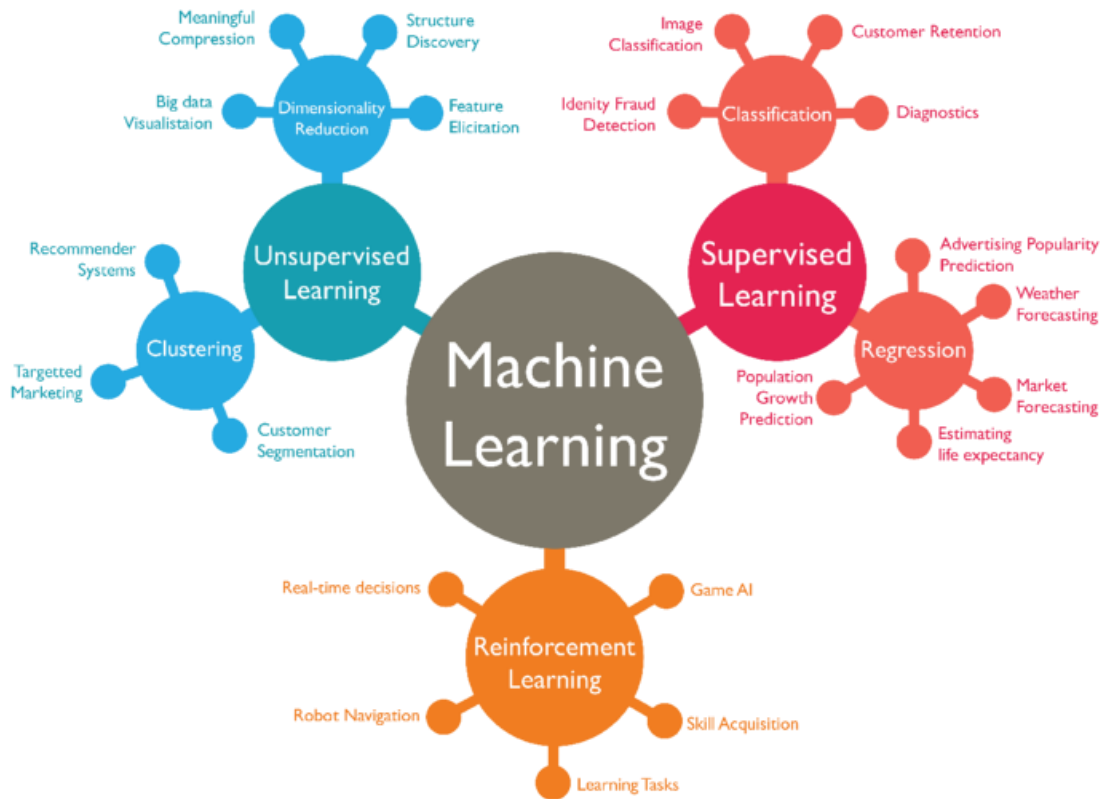 Meaningful
Compression
Structure
Discovery
Big data
Visualistaion
Dimensionality
Reduction
Feature
Elicitation
Image
Classification
Customer Retention
Idenity Fraud
Detection
Classification
Diagnostics
Recommender
Systems
Unsupervised
Learning
Clustering
Targetted
Marketing
Customer
Segmentation
Supervised
Learning
Advertising Popularity
Prediction
Weather
Forecasting
Regression
Population
Growth
Prediction
Market
Forecasting
Estimating
life expectancy
Machine
Learning
Real-time decisions
Game AI
Reinforcement
Learning
Robot Navigation
Skill Acquisition
Learning Tasks